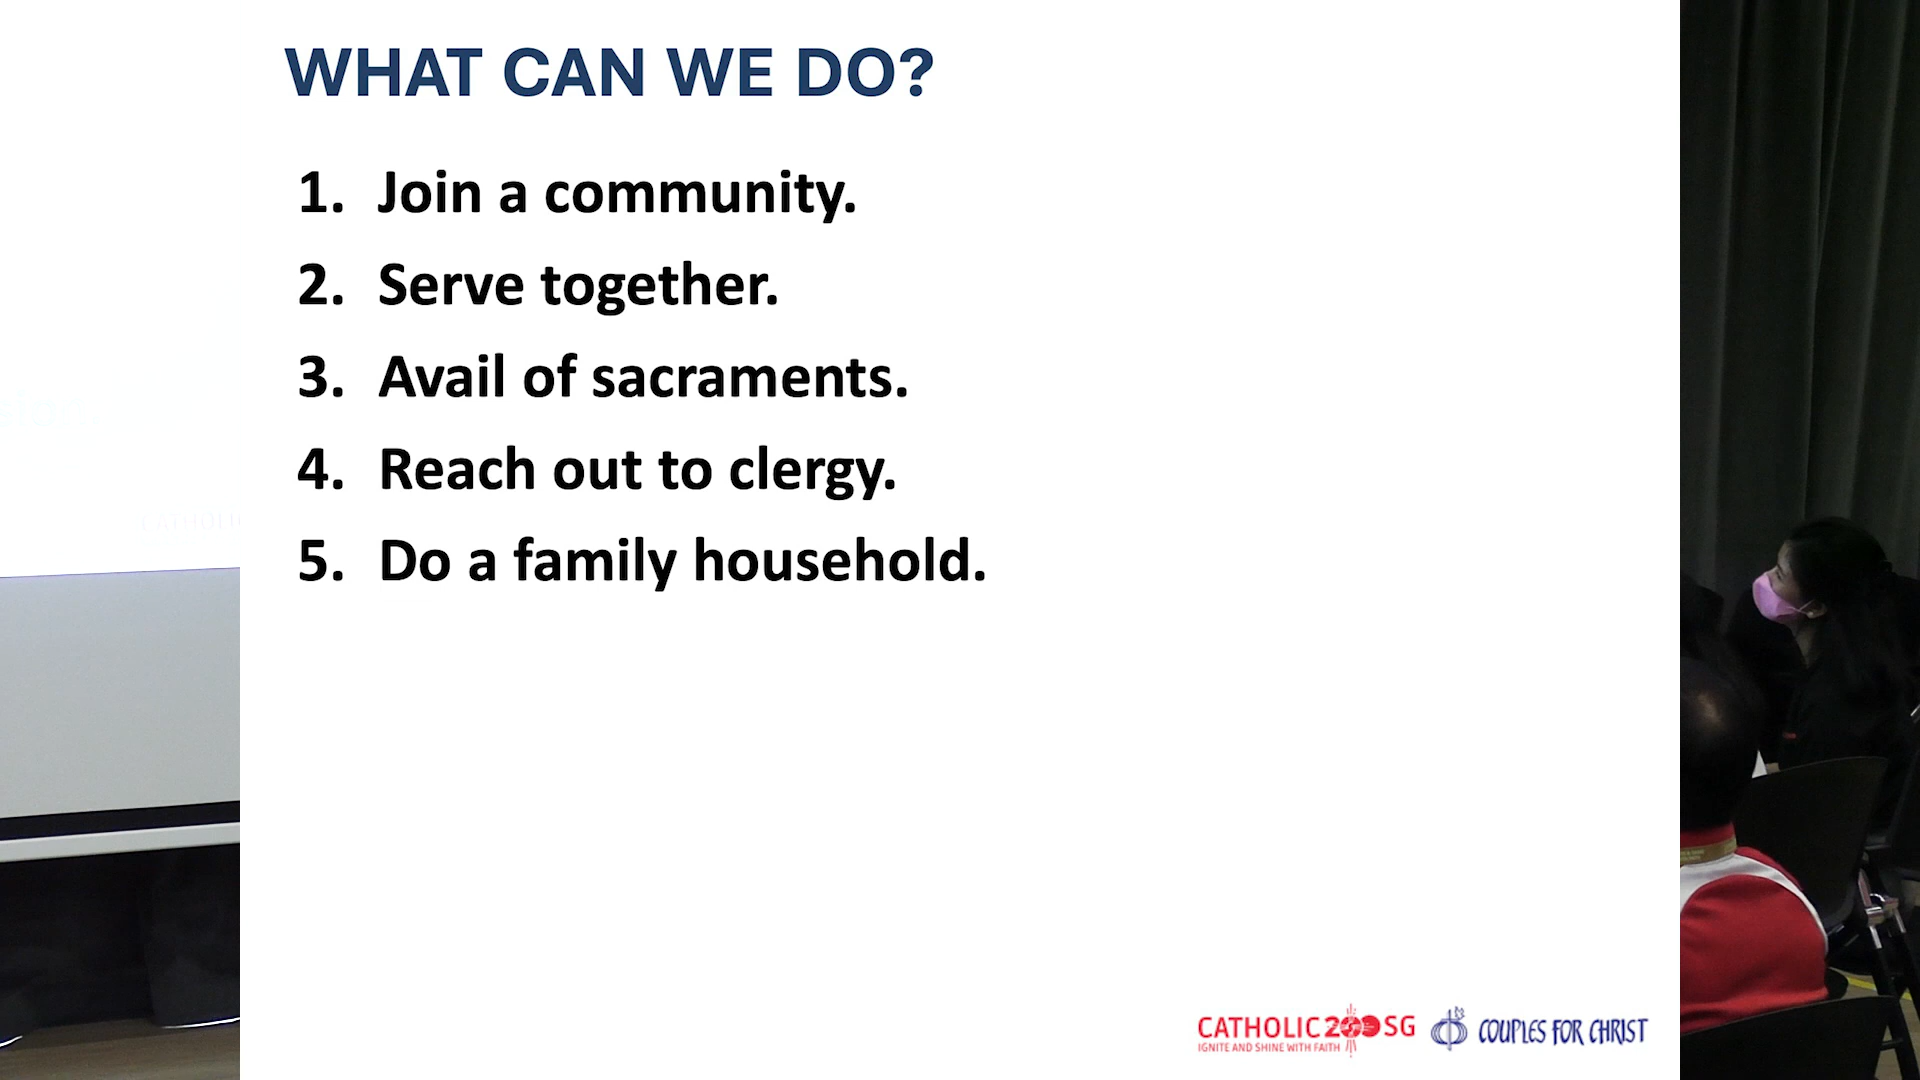 WHAT CAN WE DO?
1. Join a community.
2. Serve together.
3. Avail of sacraments.
4. Reach out to clergy.
5. Do a family household.
CATHOLIC200SG
IGNITE AND SHINE WITH FAITH
COUPLES FOR CHRIST
CATHOLIC